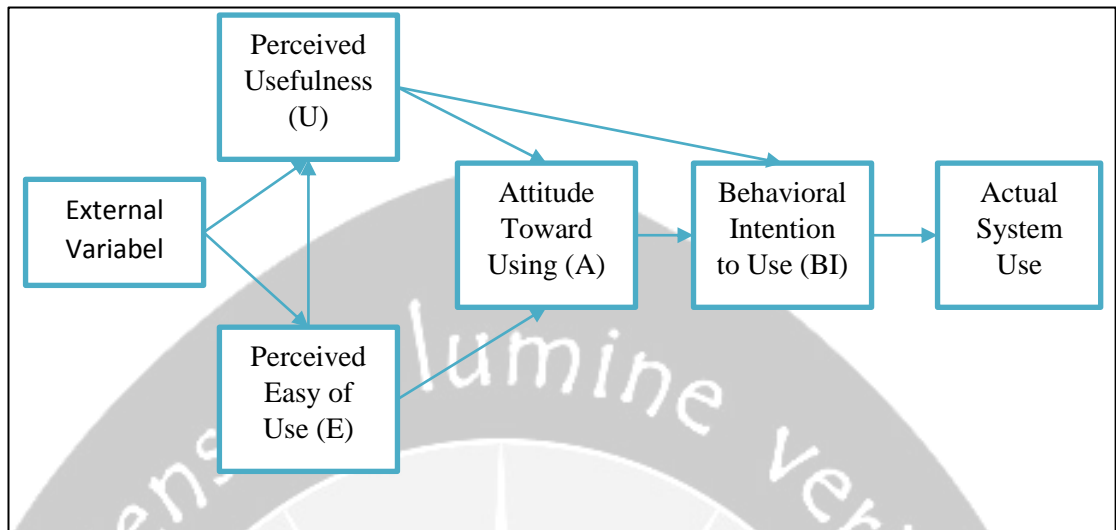 Perceived
Usefulness
(U)
External
Variabel
Attitude
Toward
Using (A)
Behavioral
Intention
to Use (BI)
Actual
System
Use
Perceived
Easy of
Use (E)
lumine